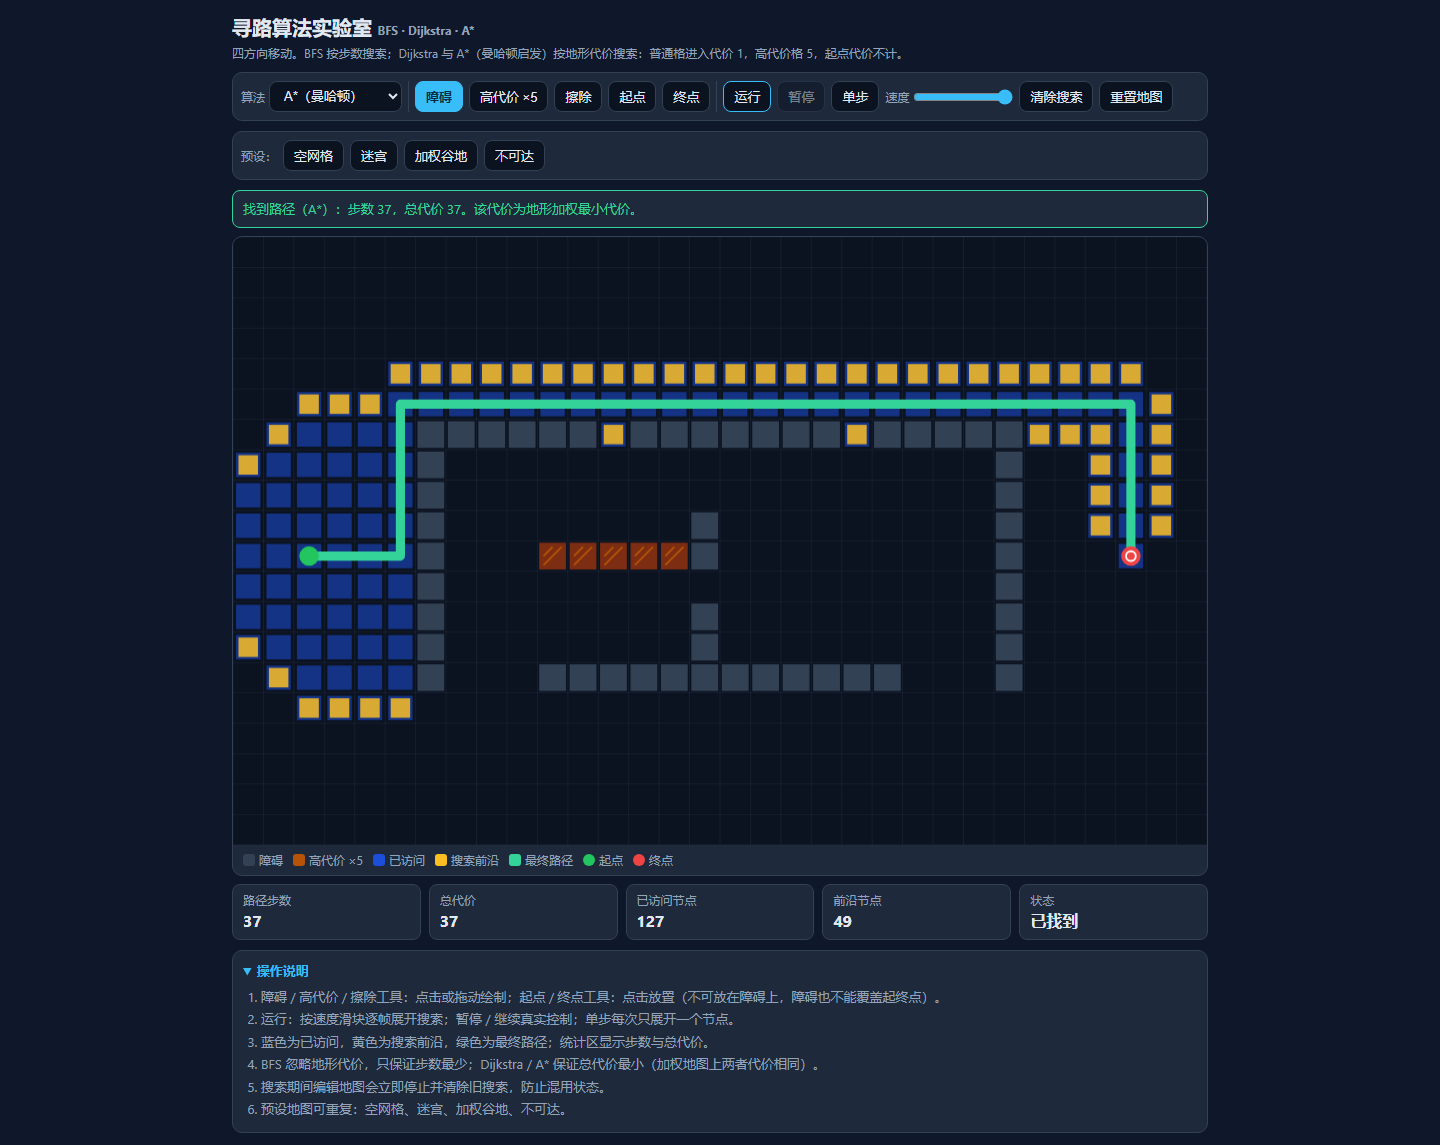 寻路算法实验室 BFS · Dijkstra · A*
四方向移动。BFS 按步数搜索；Dijkstra 与 A*（曼哈顿启发）按地形代价搜索：普通格进入代价 1，高代价格 5，起点代价不计。
算法 A*（曼哈顿） 障碍 高代价 ×5 擦除 起点 终点 运行 暂停 单步 速度 清除搜索 重置地图
预设： 空网格 迷宫 加权谷地 不可达
找到路径（A*）：步数 37，总代价 37。该代价为地形加权最小代价。
障碍 高代价 ×5 已访问 搜索前沿 最终路径 起点 终点
路径步数 总代价 已访问节点 前沿节点 状态
37 37 127 49 已找到
▼ 操作说明
1. 障碍 / 高代价 / 擦除工具：点击或拖动绘制；起点 / 终点工具：点击放置（不可放在障碍上，障碍也不能覆盖起终点）。
2. 运行：按速度滑块逐帧展开搜索；暂停 / 继续真实控制；单步每次只展开一个节点。
3. 蓝色为已访问，黄色为搜索前沿，绿色为最终路径；统计区显示步数与总代价。
4. BFS 忽略地形代价，只保证步数最少；Dijkstra / A* 保证总代价最小（加权地图上两者代价相同）。
5. 搜索期间编辑地图会立即停止并清除旧搜索，防止混用状态。
6. 预设地图可重复：空网格、迷宫、加权谷地、不可达。